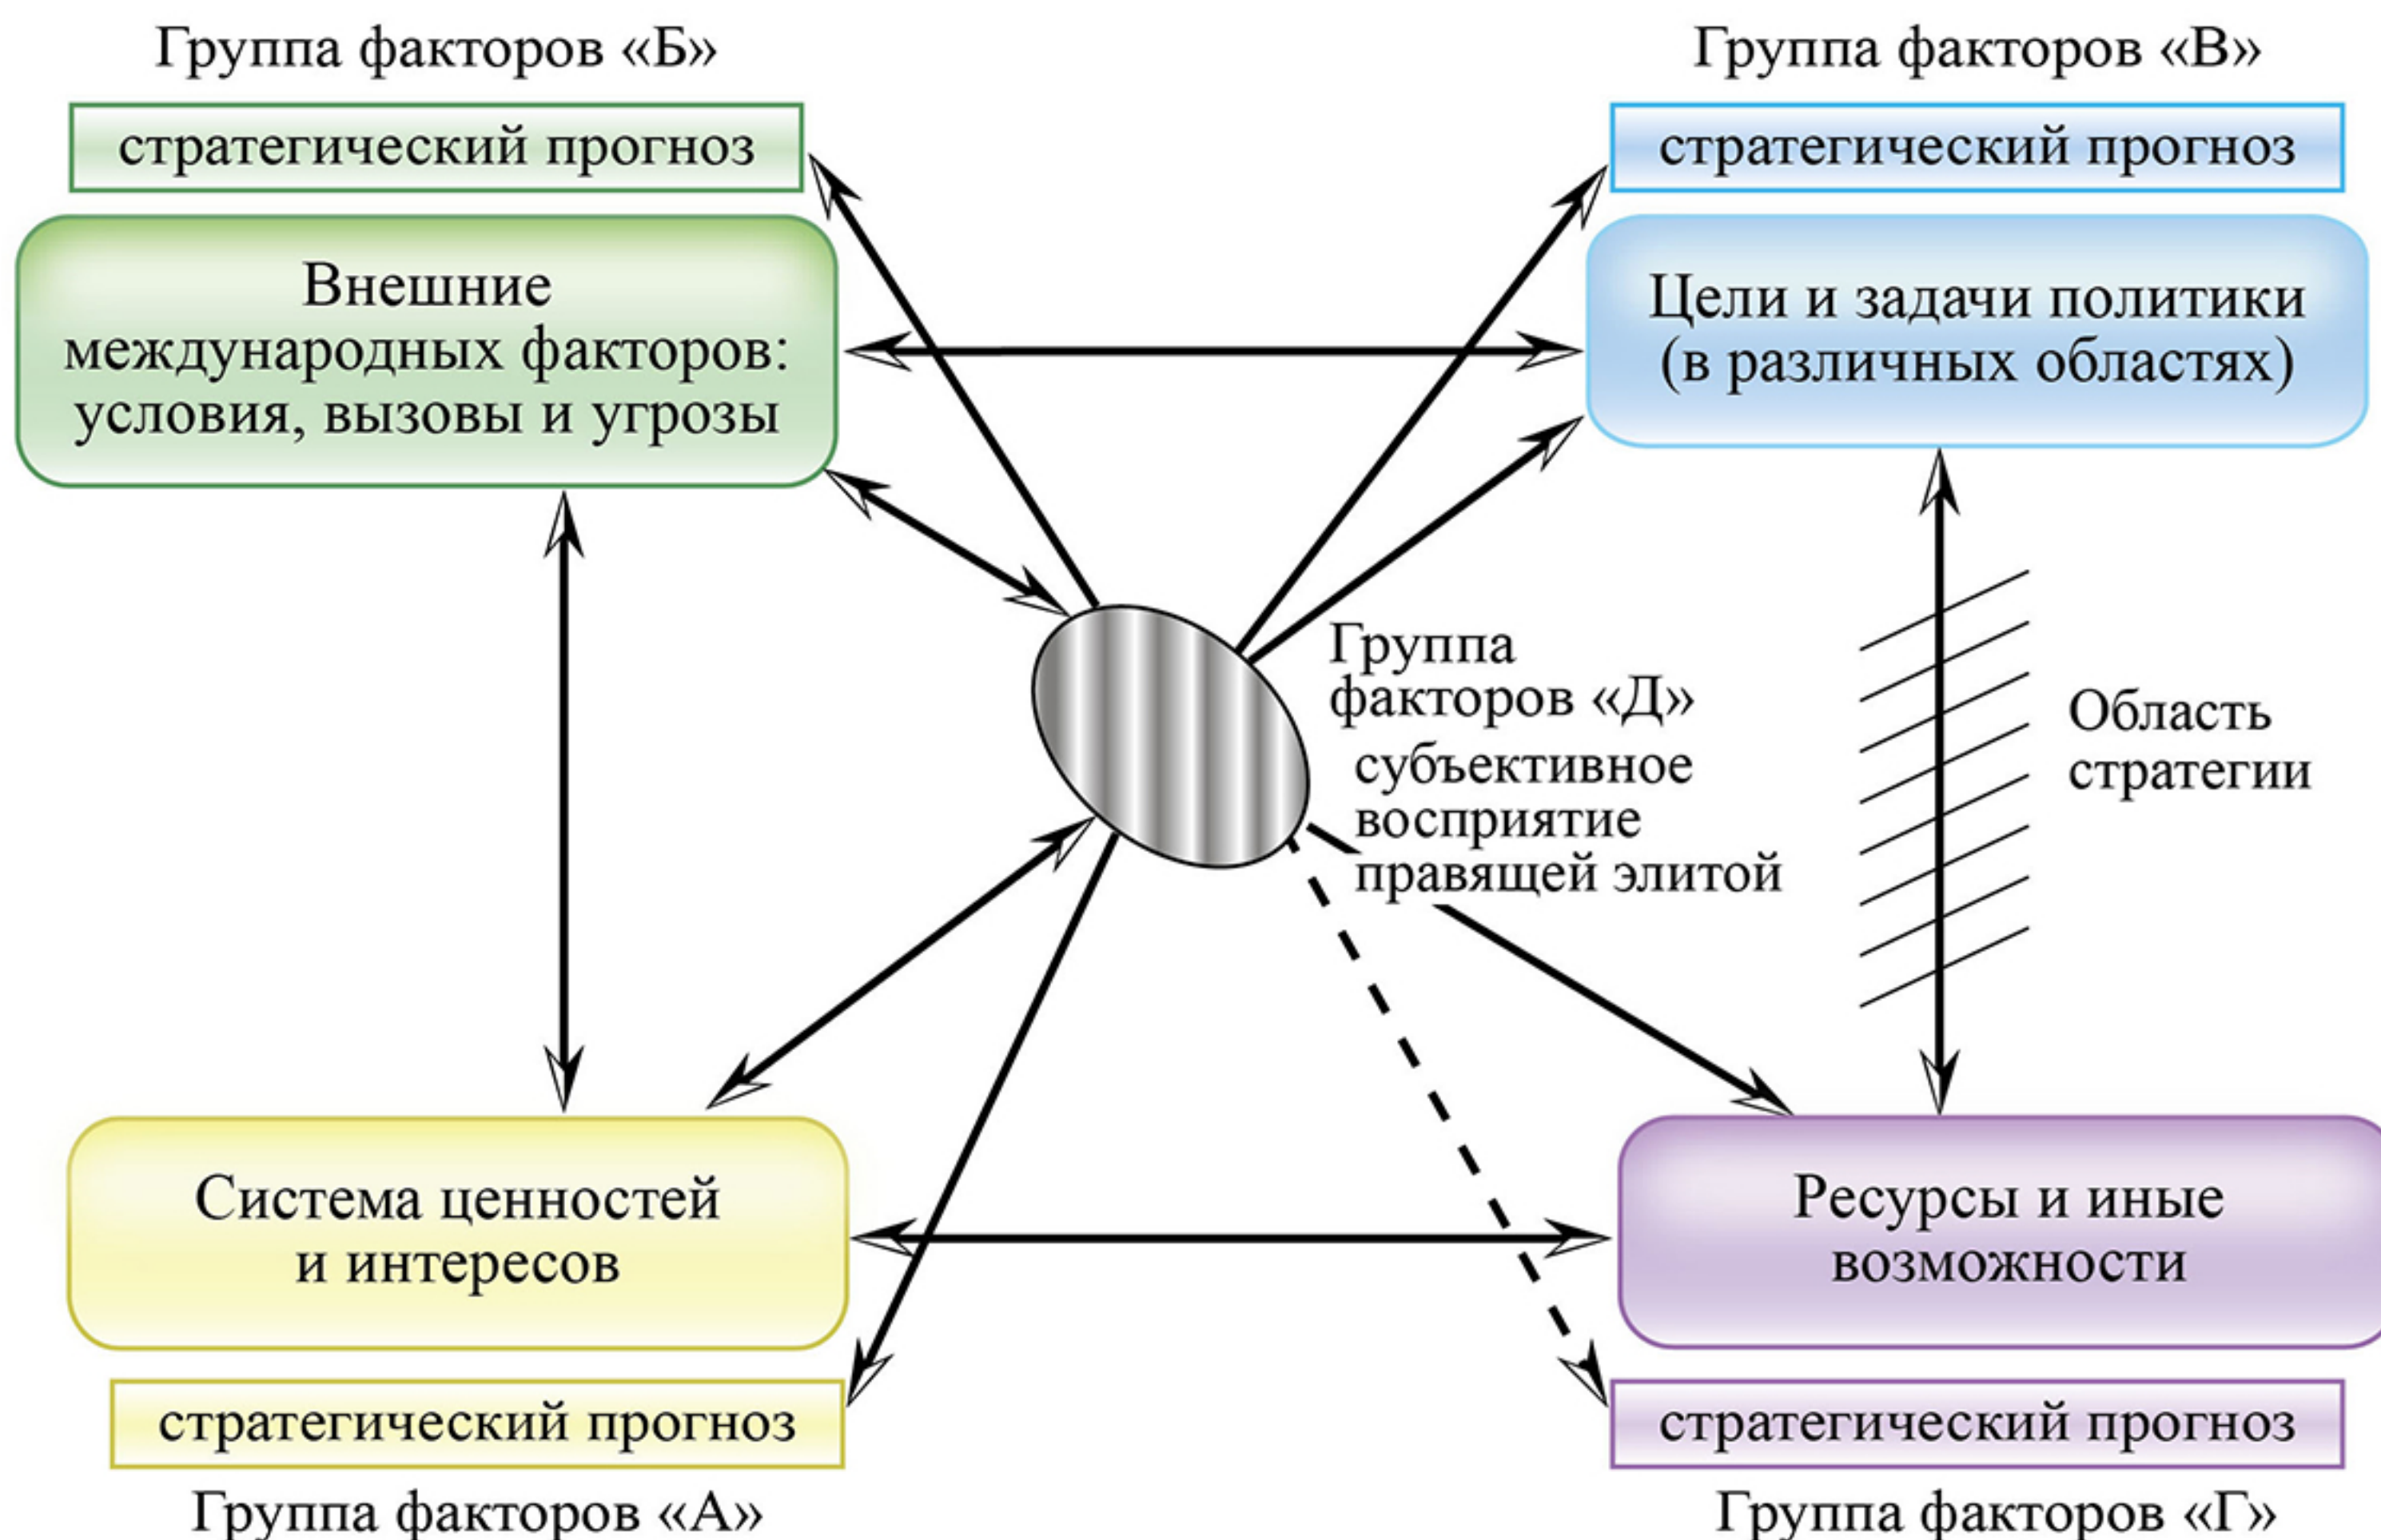 Группа факторов «Б»
стратегический прогноз
Внешние
международных факторов:
условия, вызовы и угрозы
Группа факторов «В»
стратегический прогноз
Цели и задачи политики
(в различных областях)
Группа
факторов «Д»
субъективное
восприятие
правящей элитой
Область
стратегии
Система ценностей
и интересов
стратегический прогноз
Группа факторов «А»
Ресурсы и иные
возможности
стратегический прогноз
Группа факторов «Г»